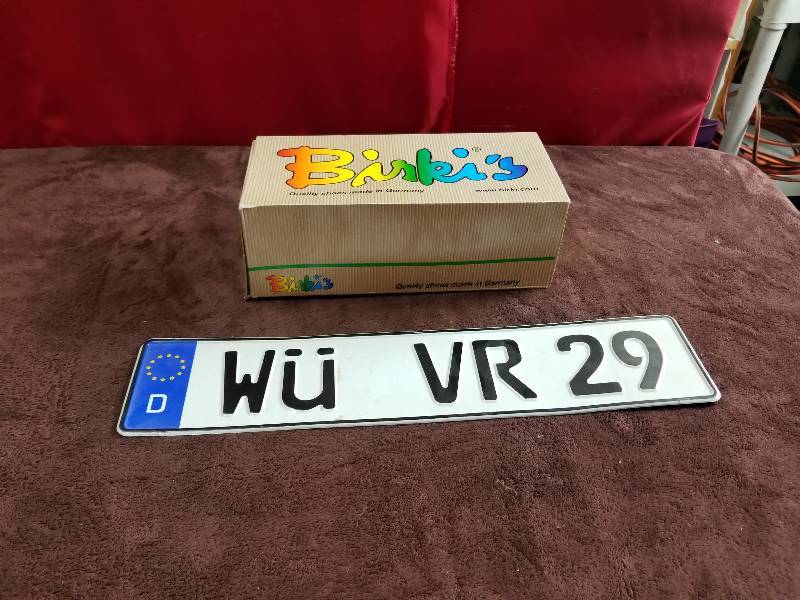 Birki's®
Quality shoes made in Germany www.birki.com
Birki's
Quality shoes made in Germany
D WÜ VR 29